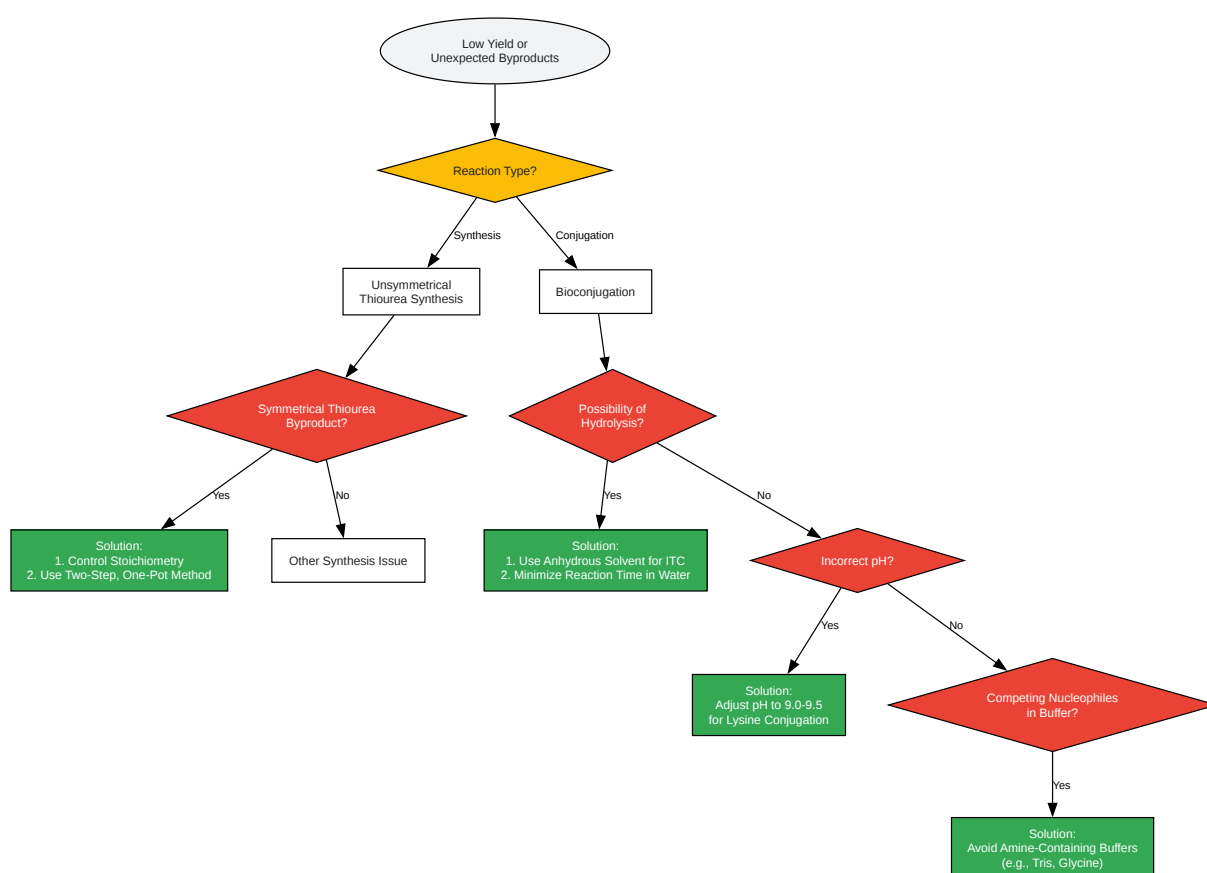 Low Yield or
Unexpected Byproducts
Reaction Type?
Synthesis
Conjugation
Unsymmetrical
Thiourea Synthesis
Bioconjugation
Symmetrical Thiourea
Byproduct?
Possibility of
Hydrolysis?
Yes
No
Yes
No
Solution:
1. Control Stoichiometry
2. Use Two-Step, One-Pot Method
Other Synthesis Issue
Solution:
1. Use Anhydrous Solvent for ITC
2. Minimize Reaction Time in Water
Incorrect pH?
Yes
No
Solution:
Adjust pH to 9.0-9.5
for Lysine Conjugation
Competing Nucleophiles
in Buffer?
Yes
Solution:
Avoid Amine-Containing Buffers
(e.g., Tris, Glycine)